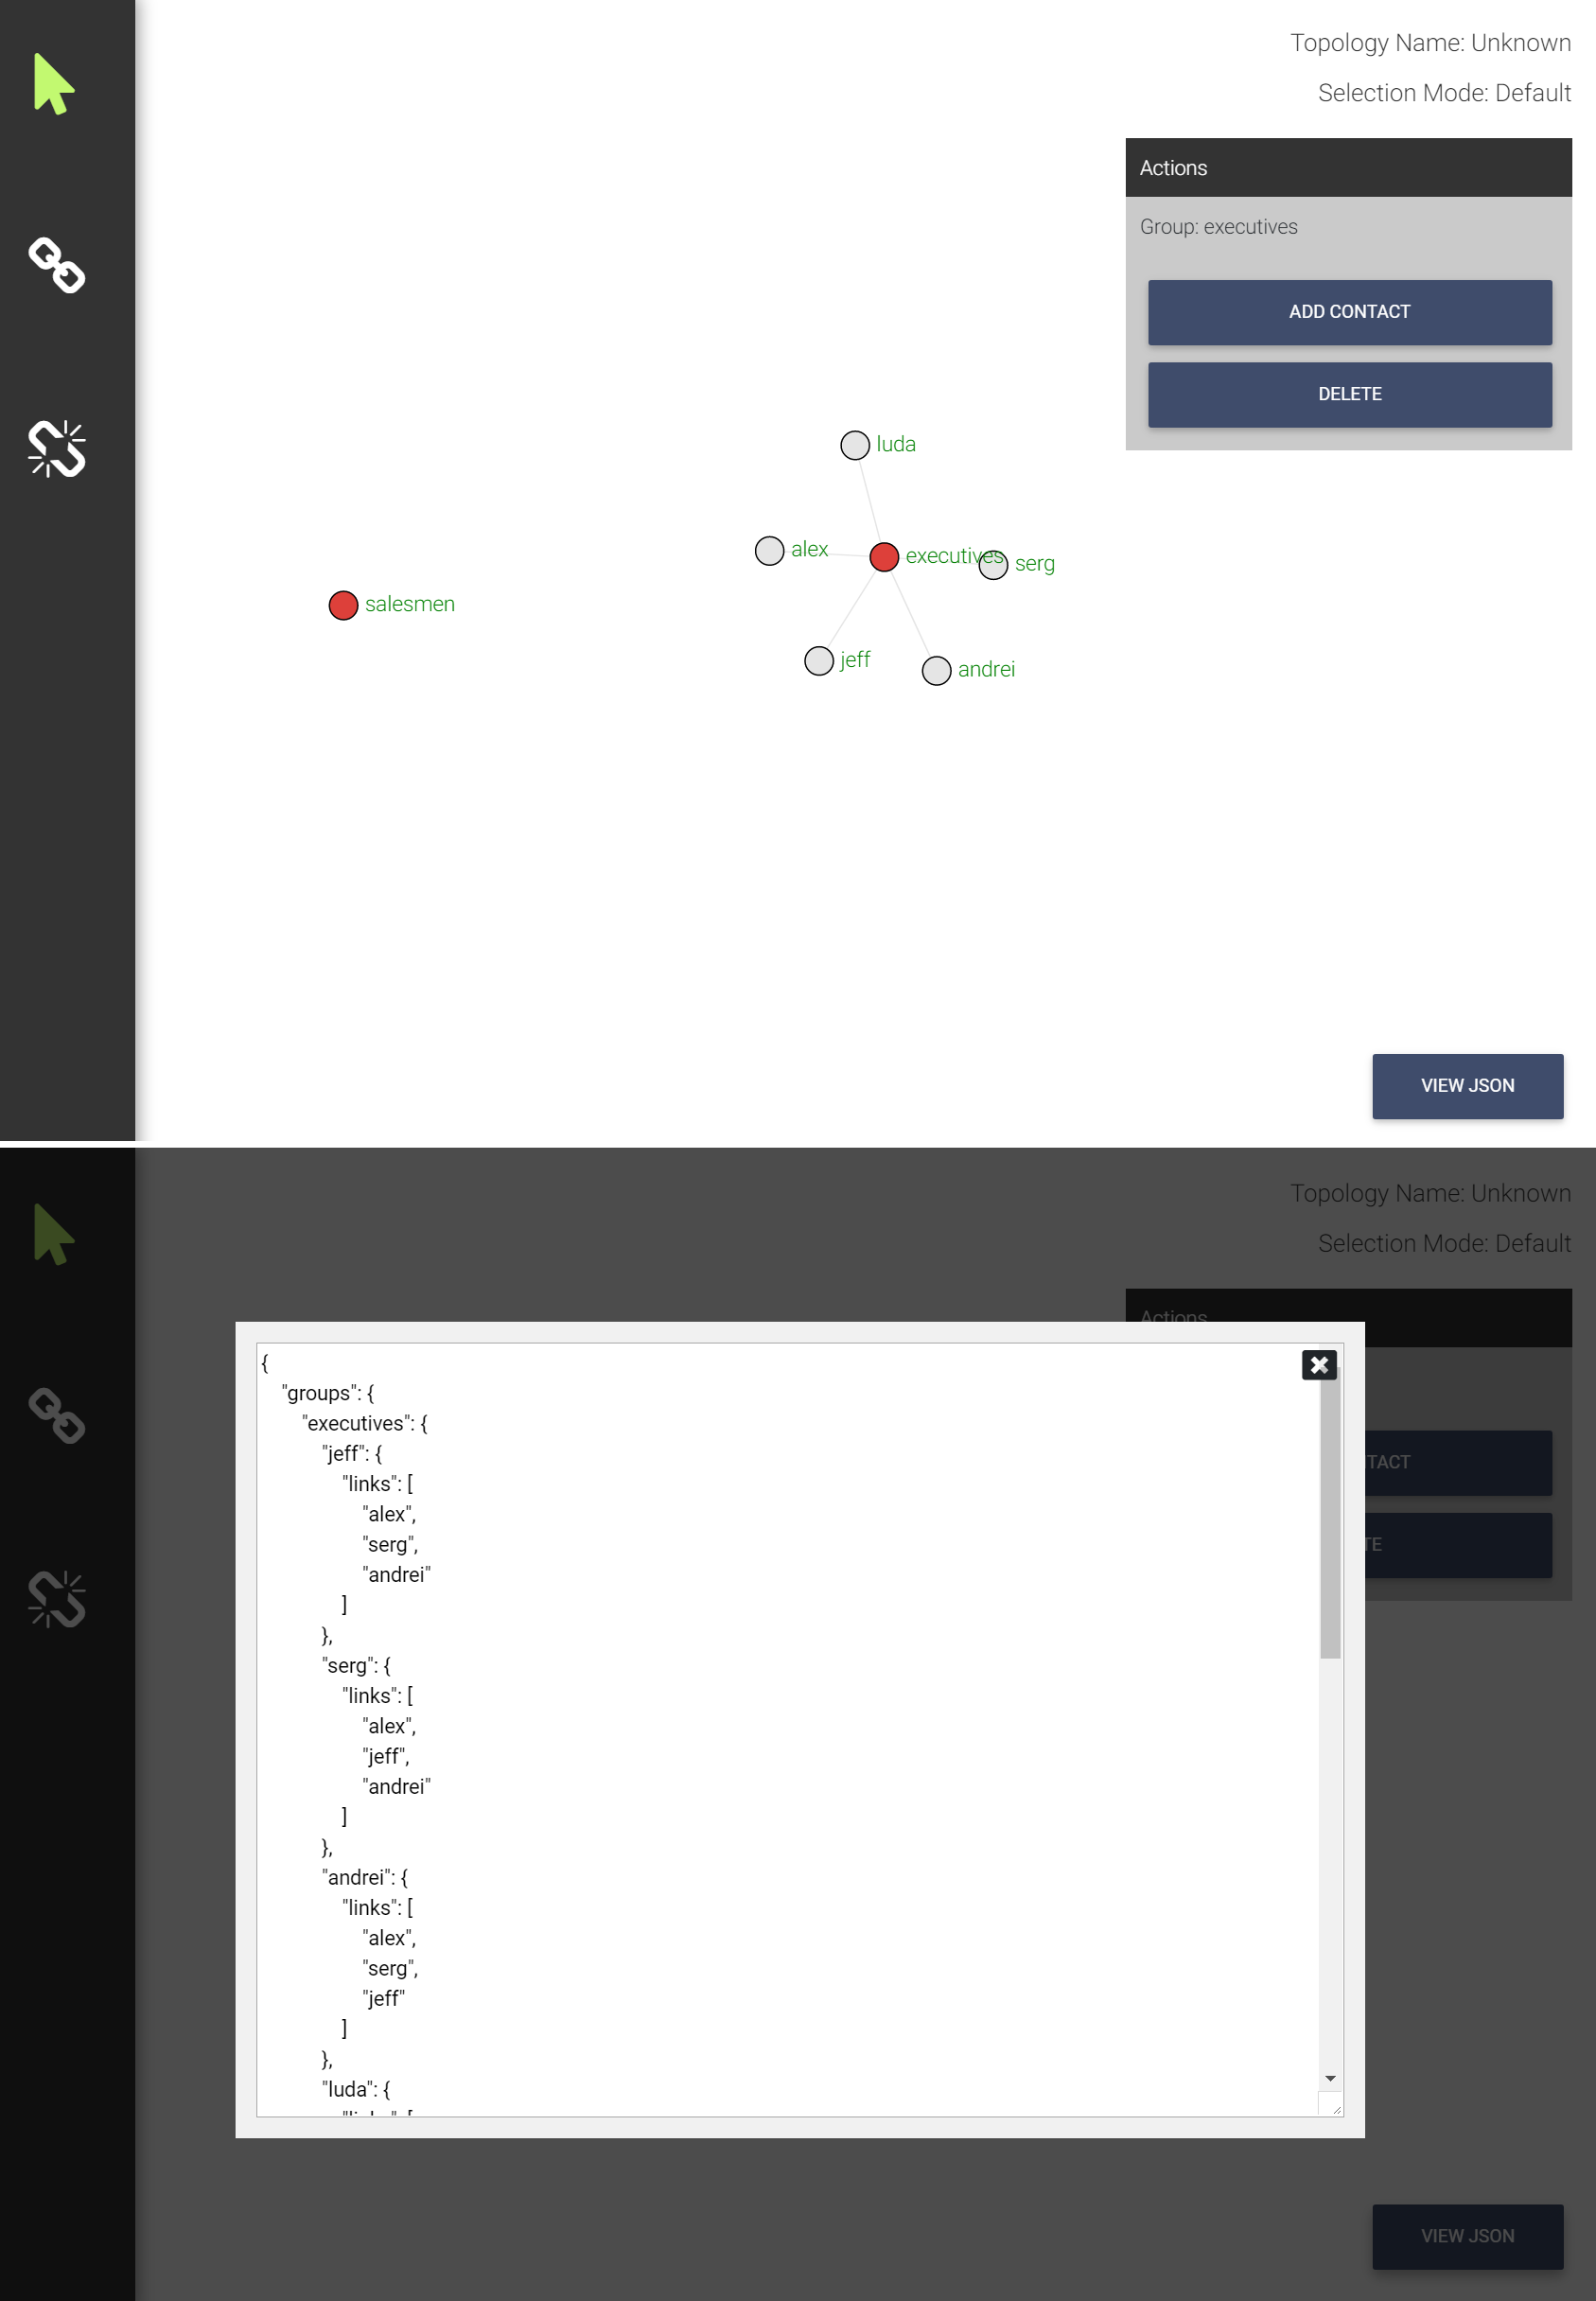 Topology Name: Unknown
Selection Mode: Default
Actions
Group: executives
ADD CONTACT
DELETE
luda
alex
executives
serg
salesmen
jeff
andrei
VIEW JSON
Topology Name: Unknown
Selection Mode: Default
Actions
{
"groups": {
"executives": {
"jeff": {
"links": [
"alex",
"serg",
"andrei"
]
},
"serg": {
"links": [
"alex",
"jeff",
"andrei"
]
},
"andrei": {
"links": [
"alex",
"serg",
"jeff"
]
},
"luda": {
"links": [
TACT
TE
VIEW JSON